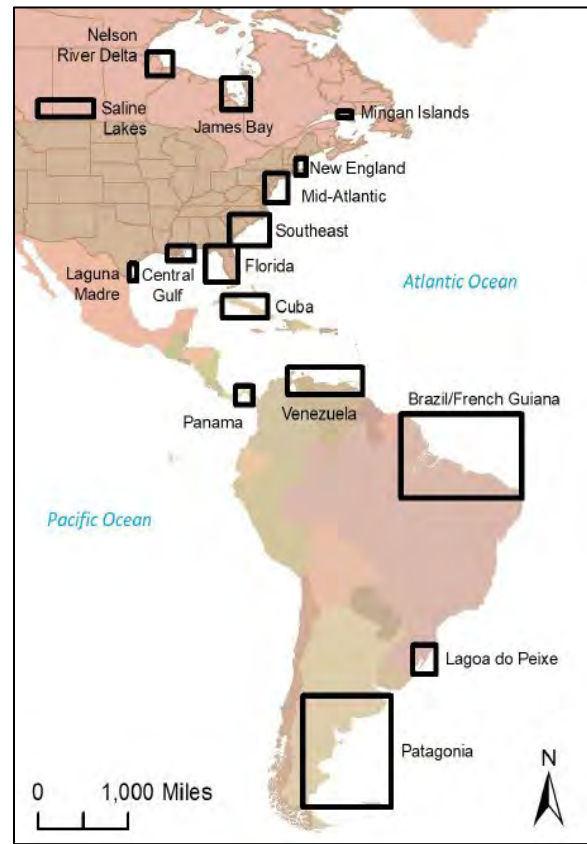 Nelson
River Delta
Saline
Lakes
James Bay
Mingan Islands
New England
Mid-Atlantic
Southeast
Laguna
Madre
Central
Gulf
Florida
Atlantic Ocean
Cuba
Panama
Venezuela
Brazil/French Guiana
Pacific Ocean
Lagoa do Peixe
Patagonia
0 1,000 Miles
N